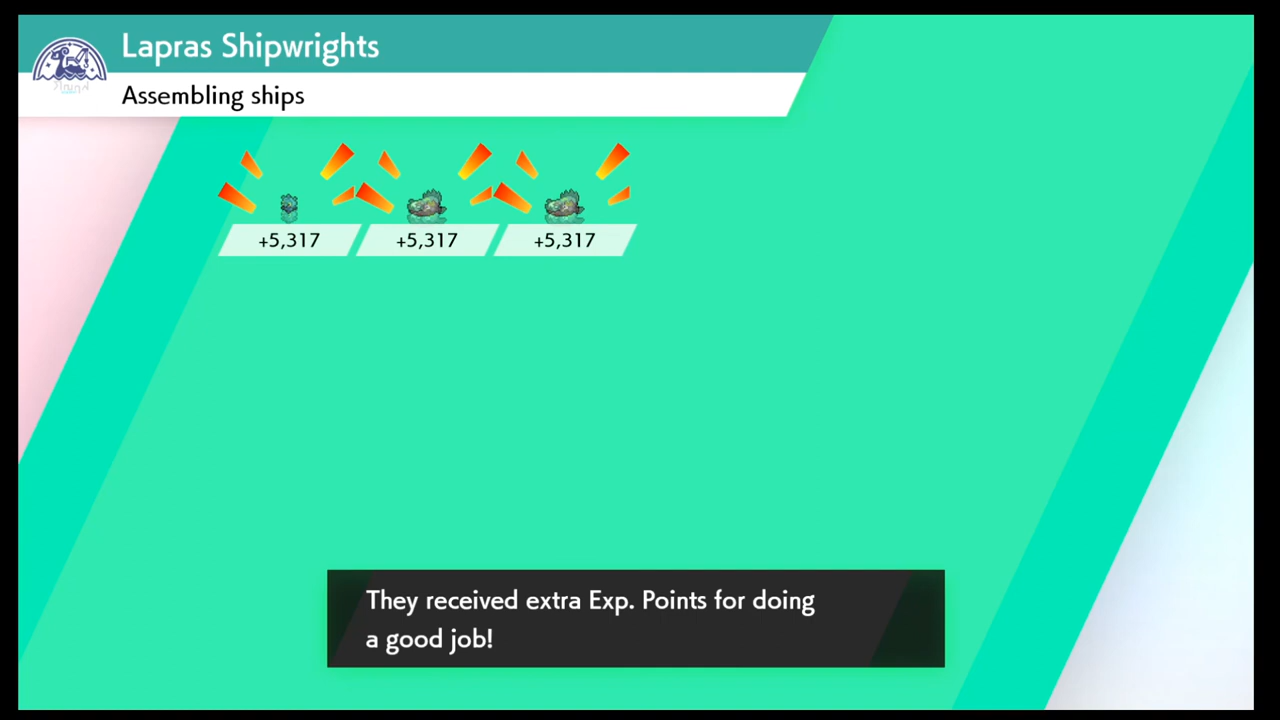 Lapras Shipwrights
Assembling ships
+5,317 +5,317 +5,317
They received extra Exp. Points for doing
a good job!